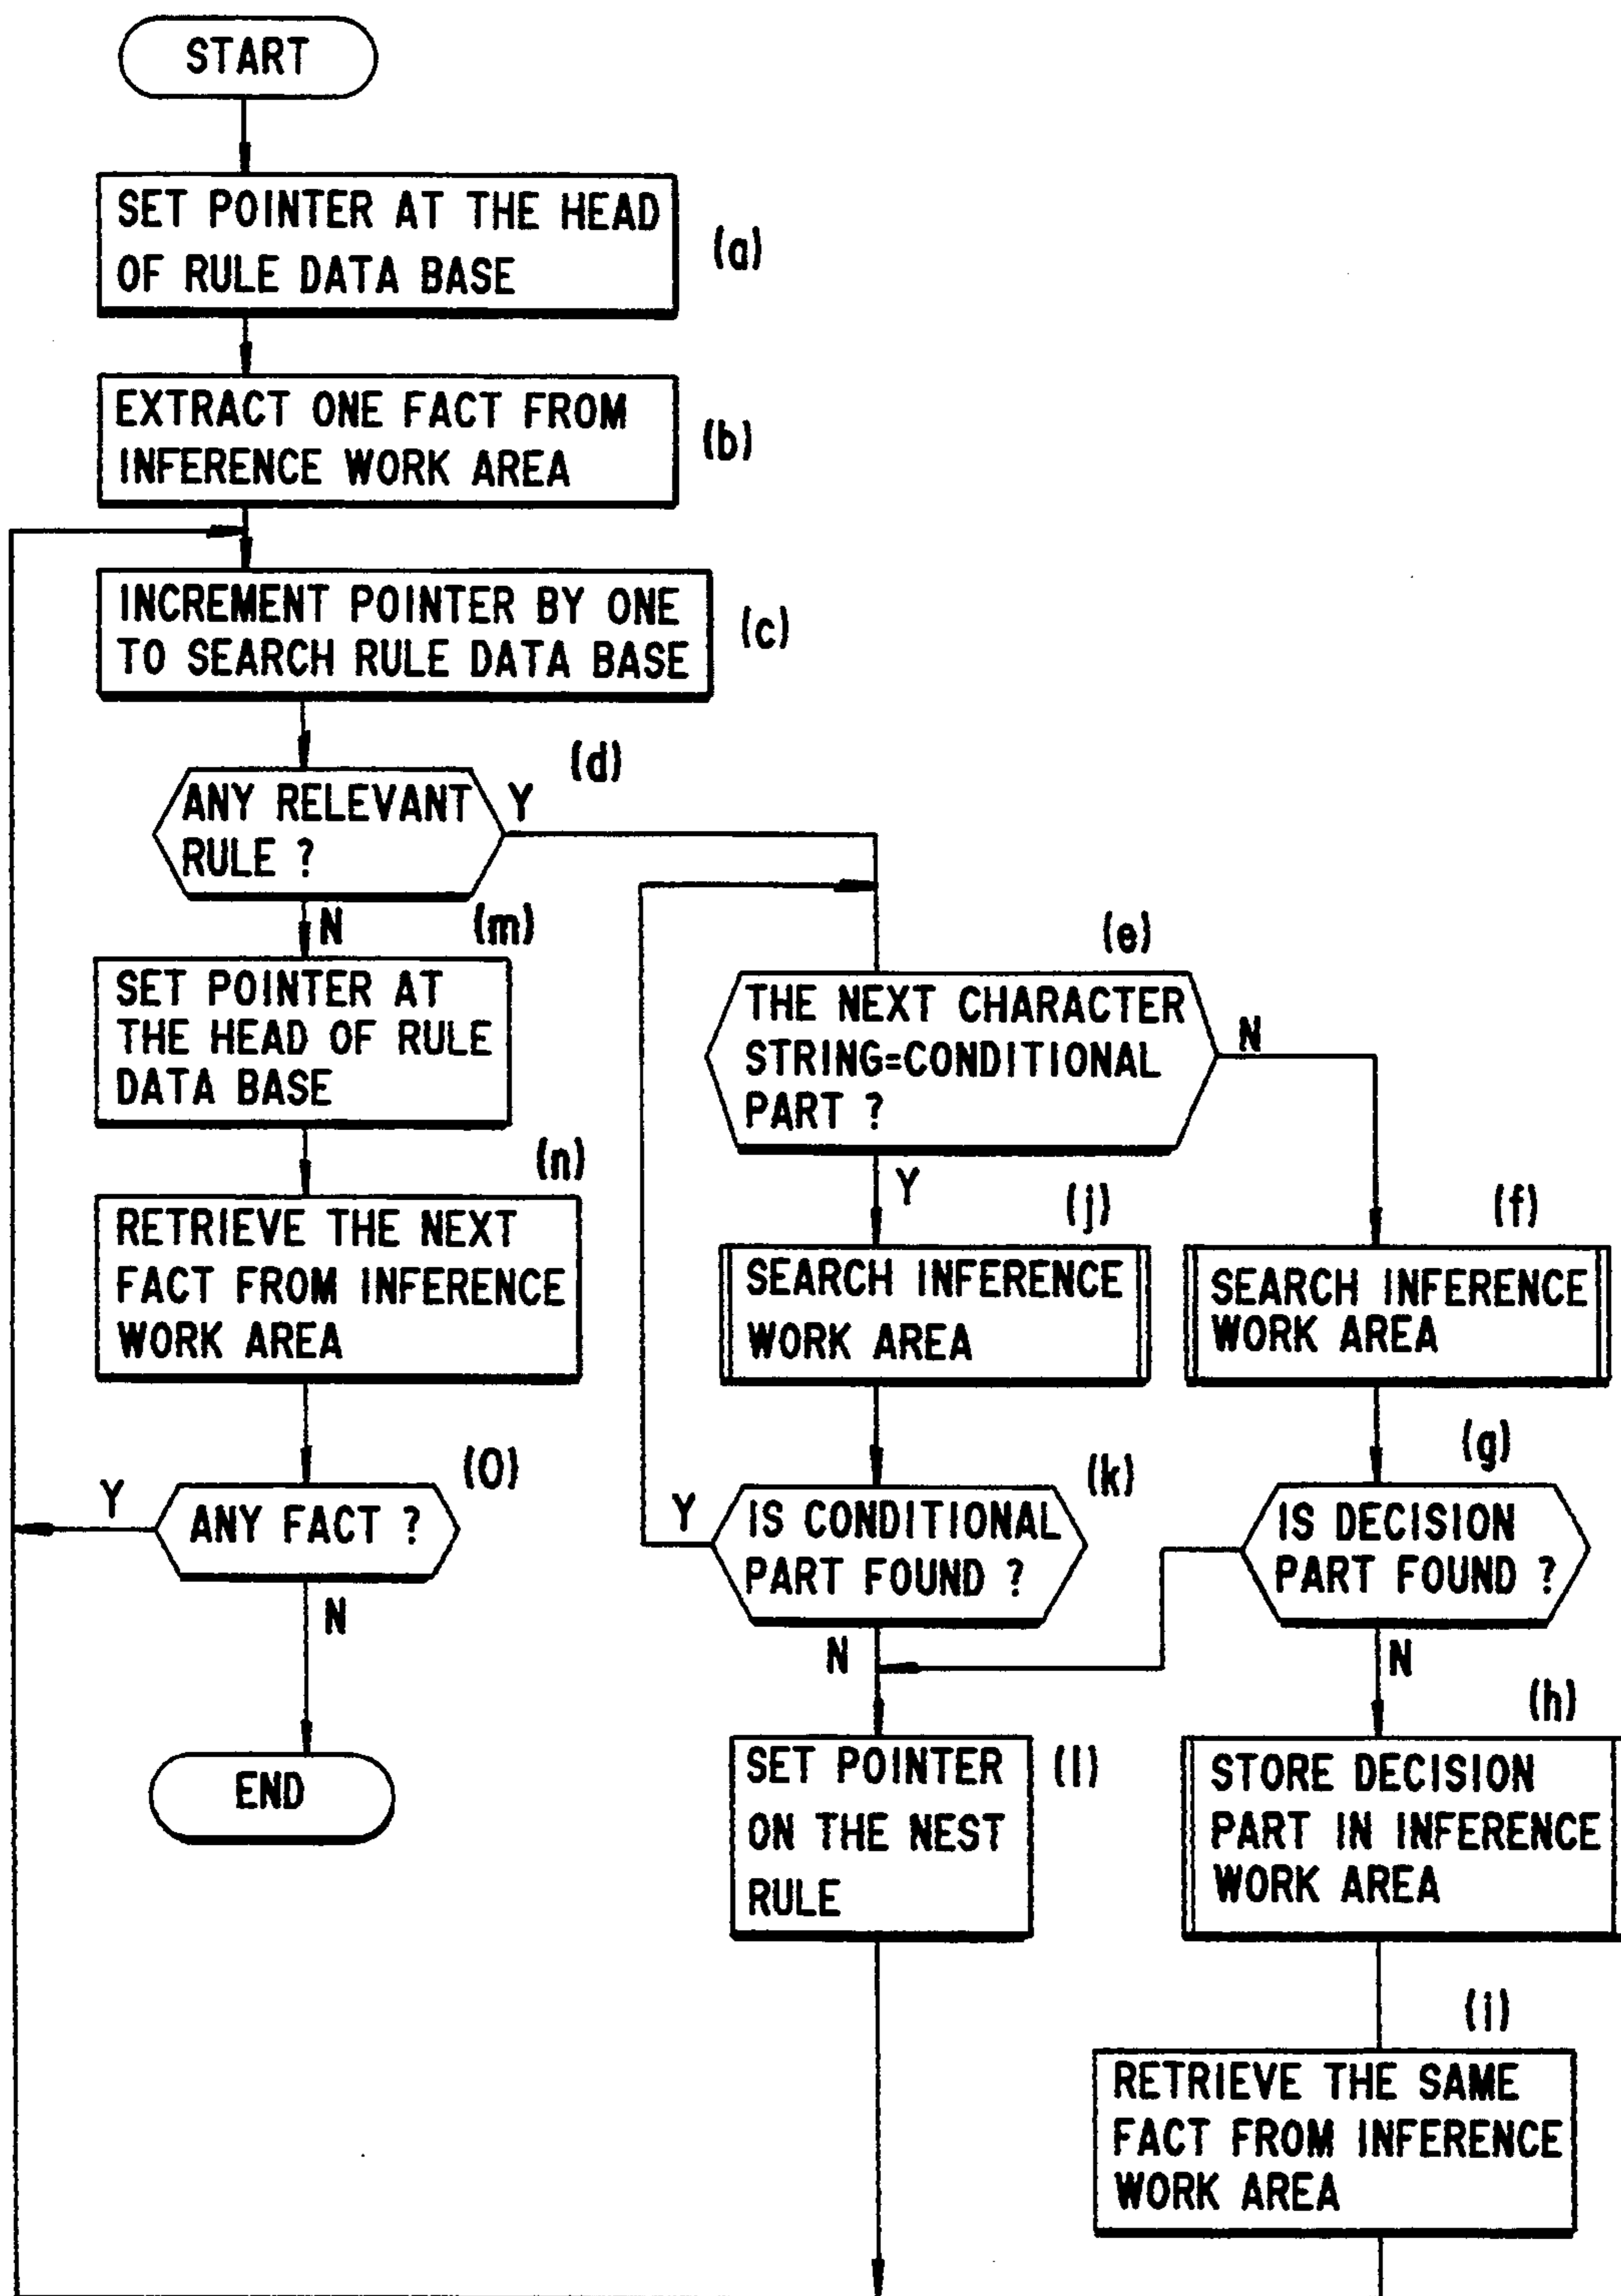 START
SET POINTER AT THE HEAD
OF RULE DATA BASE
(a)
EXTRACT ONE FACT FROM
INFERENCE WORK AREA
(b)
INCREMENT POINTER BY ONE
TO SEARCH RULE DATA BASE
(c)
ANY RELEVANT
RULE ?
(d)
Y
N
(m)
SET POINTER AT
THE HEAD OF RULE
DATA BASE
(n)
RETRIEVE THE NEXT
FACT FROM INFERENCE
WORK AREA
(O)
ANY FACT ?
Y
N
END
(e)
THE NEXT CHARACTER
STRING=CONDITIONAL
PART ?
N
Y
(j)
SEARCH INFERENCE
WORK AREA
(k)
IS CONDITIONAL
PART FOUND ?
Y
N
SET POINTER
ON THE NEST
RULE
(l)
(f)
SEARCH INFERENCE
WORK AREA
(g)
IS DECISION
PART FOUND ?
N
(h)
STORE DECISION
PART IN INFERENCE
WORK AREA
(i)
RETRIEVE THE SAME
FACT FROM INFERENCE
WORK AREA